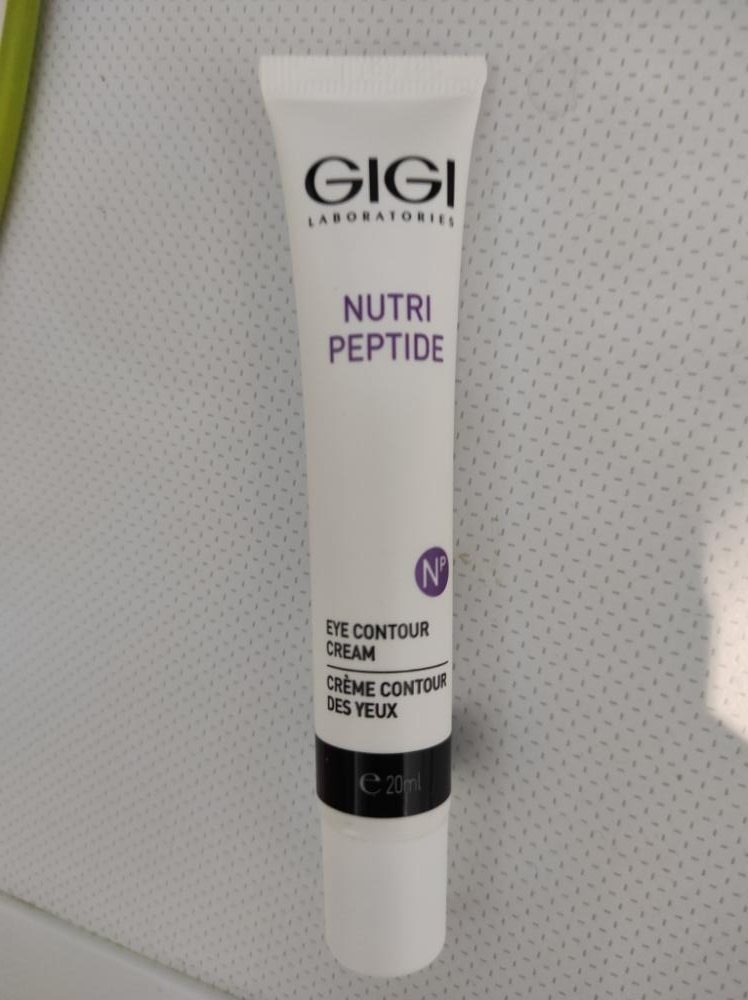 GIGI
LABORATORIES
NUTRI
PEPTIDE
NP
EYE CONTOUR
CREAM
CRÈME CONTOUR
DES YEUX
e 20ml